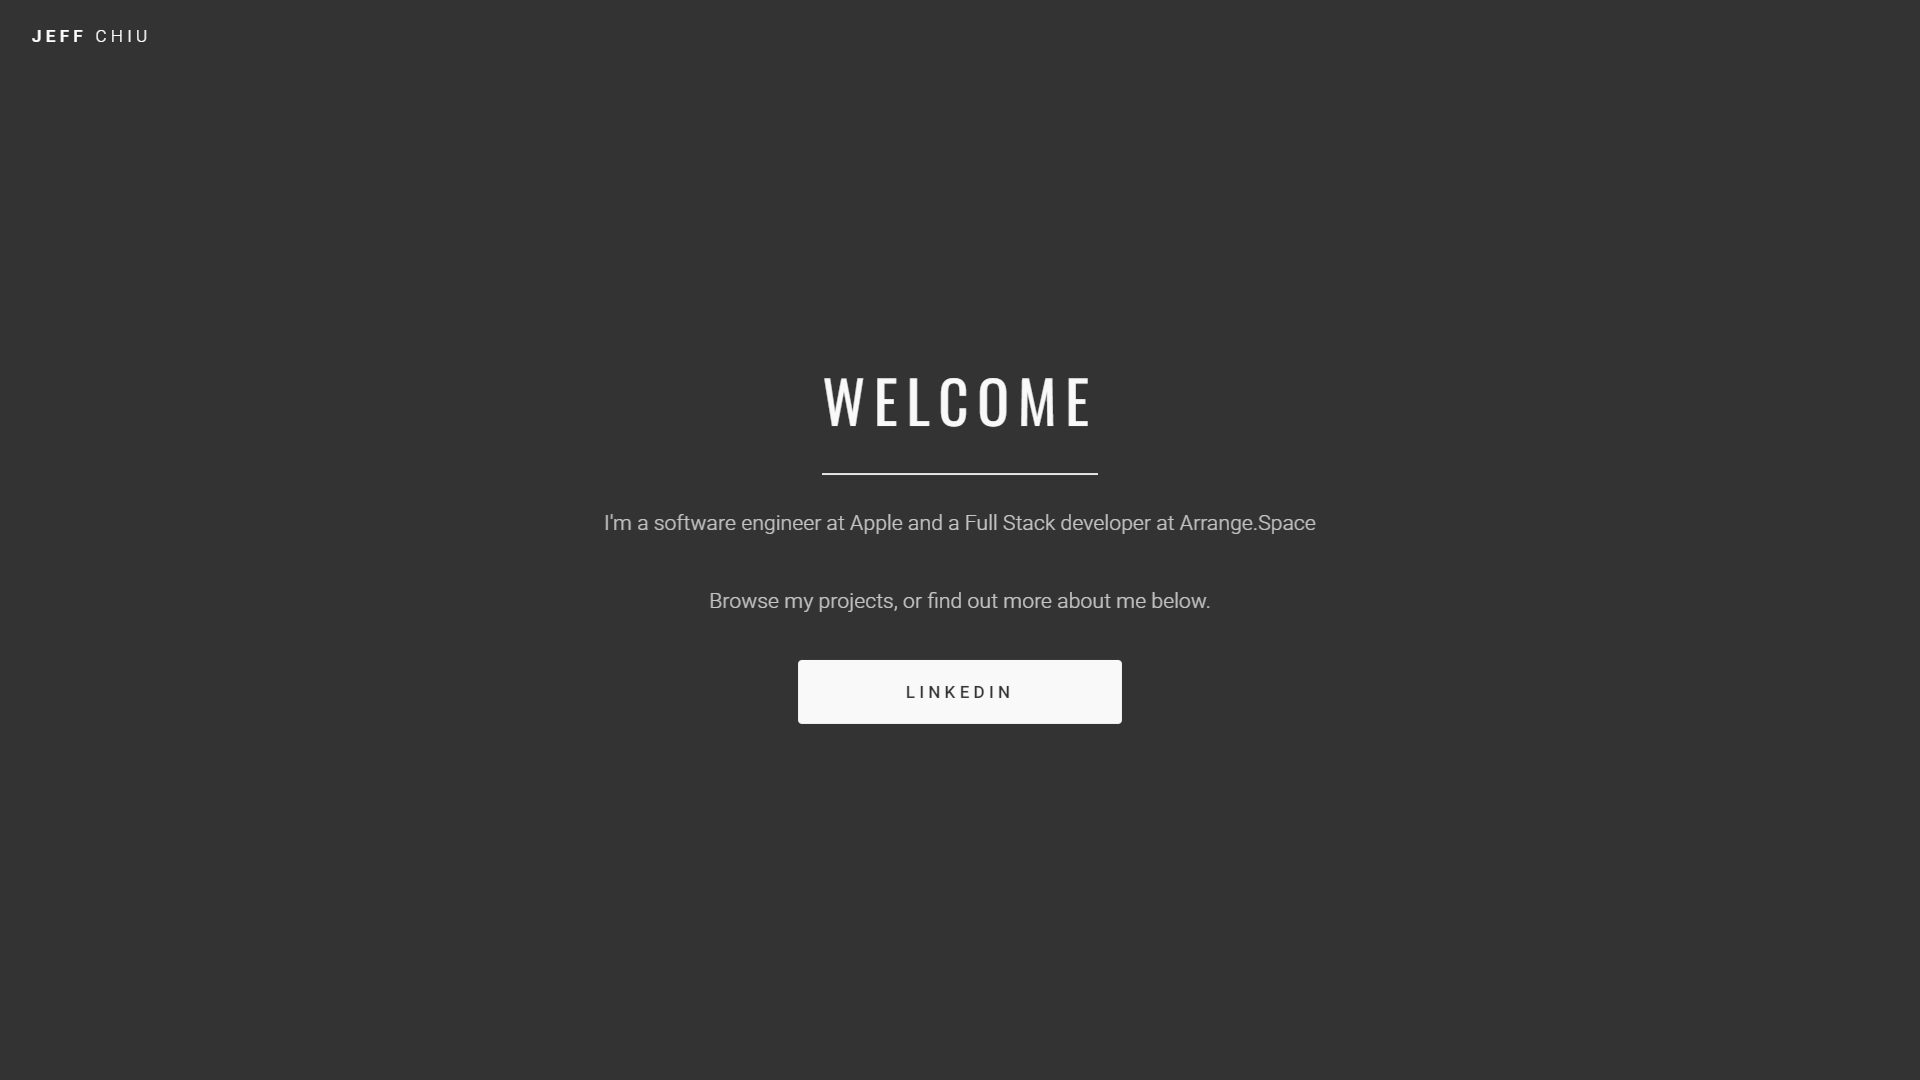 JEFF CHIU
WELCOME
I'm a software engineer at Apple and a Full Stack developer at Arrange.Space
Browse my projects, or find out more about me below.
LINKEDIN